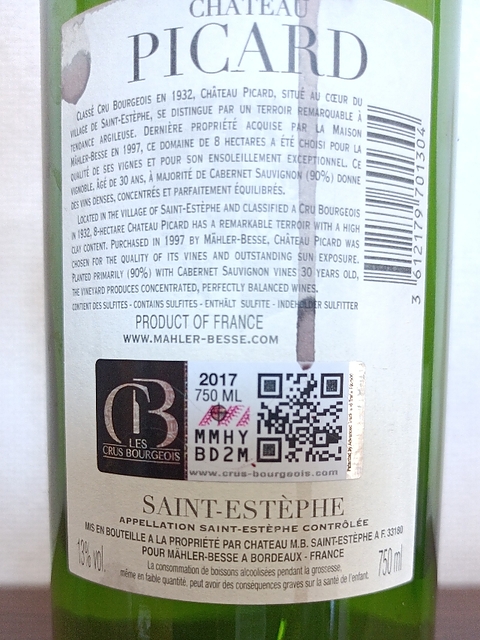 CHÂTEAU
PICARD
CLASSÉ CRU BOURGEOIS EN 1932, CHÂTEAU PICARD, SITUÉ AU CŒUR DU
VILLAGE DE SAINT-ESTÈPHE, SE DISTINGUE PAR UN TERROIR REMARQUABLE À
TENDANCE ARGILEUSE. DERNIÈRE PROPRIÉTÉ ACQUISE PAR LA MAISON
MÄHLER-BESSE EN 1997, CE DOMAINE DE 8 HECTARES A ÉTÉ CHOISI POUR LA
QUALITÉ DE SES VIGNES ET POUR SON ENSOLEILLEMENT EXCEPTIONNEL. CE
VIGNOBLE, ÂGÉ DE 30 ANS, À MAJORITÉ DE CABERNET SAUVIGNON (90%) DONNE
DES VINS DENSES, CONCENTRÉS ET PARFAITEMENT ÉQUILIBRÉS.
LOCATED IN THE VILLAGE OF SAINT-ESTÈPHE AND CLASSIFIED A CRU BOURGEOIS
IN 1932, 8-HECTARE CHATEAU PICARD HAS A REMARKABLE TERROIR WITH A HIGH
CLAY CONTENT. PURCHASED IN 1997 BY MÄHLER-BESSE, CHÂTEAU PICARD WAS
CHOSEN FOR THE QUALITY OF ITS VINES AND OUTSTANDING SUN EXPOSURE.
PLANTED PRIMARILY (90%) WITH CABERNET SAUVIGNON VINES 30 YEARS OLD,
THE VINEYARD PRODUCES CONCENTRATED, PERFECTLY BALANCED WINES.
CONTIENT DES SULFITES - CONTAINS SULFITES - ENTHÄLT SULFITE - INDEHOLDER SULFITTER
PRODUCT OF FRANCE
WWW.MAHLER-BESSE.COM
3 612179 201304
CB
LES
CRUS BOURGEOIS
2017
750 ML
MMHY
BD2M
www.crus-bourgeois.com
SAINT-ESTÈPHE
APPELLATION SAINT-ESTÈPHE CONTRÔLÉE
MIS EN BOUTEILLE A LA PROPRIÉTÉ PAR CHATEAU M.B. SAINT-ESTÈPHE A F. 33180
POUR MÄHLER-BESSE A BORDEAUX - FRANCE
13% vol.
750 ml
La consommation de boissons alcoolisées pendant la grossesse,
même en faible quantité, peut avoir des conséquences graves sur la santé de l'enfant.